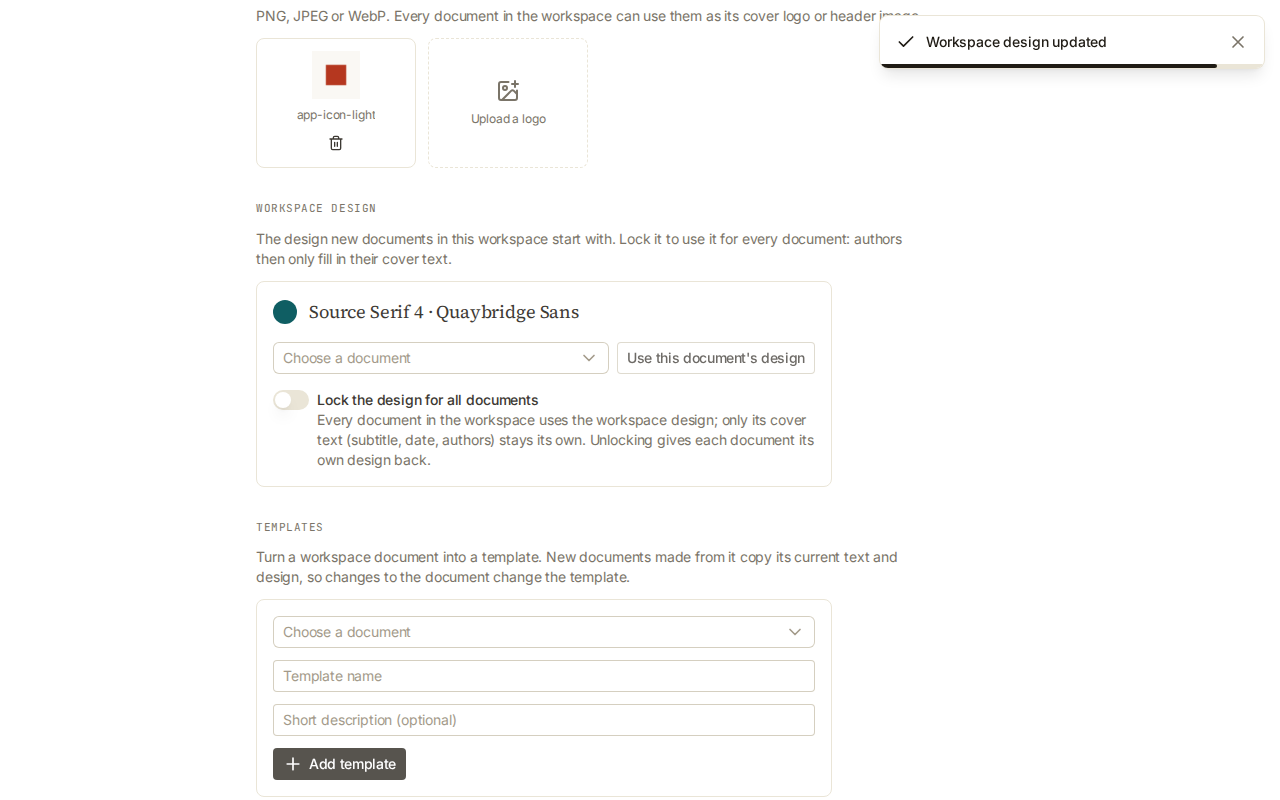 PNG, JPEG or WebP. Every document in the workspace can use them as its cover logo or header image.
Workspace design updated
app-icon-light
Upload a logo
WORKSPACE DESIGN
The design new documents in this workspace start with. Lock it to use it for every document: authors
then only fill in their cover text.
Source Serif 4 · Quaybridge Sans
Choose a document
Use this document's design
Lock the design for all documents
Every document in the workspace uses the workspace design; only its cover
text (subtitle, date, authors) stays its own. Unlocking gives each document its
own design back.
TEMPLATES
Turn a workspace document into a template. New documents made from it copy its current text and
design, so changes to the document change the template.
Choose a document
Template name
Short description (optional)
Add template